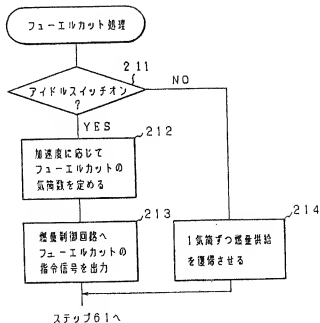 フューエルカット処理
211
アイドルスイッチオン
?
NO
YES
212
加速度に応じて
フューエルカットの
気筒数を定める
213
燃量制御回路へ
フューエルカットの
指令信号を出力
214
1気筒ずつ燃量供給
を復帰させる
ステップ61へ